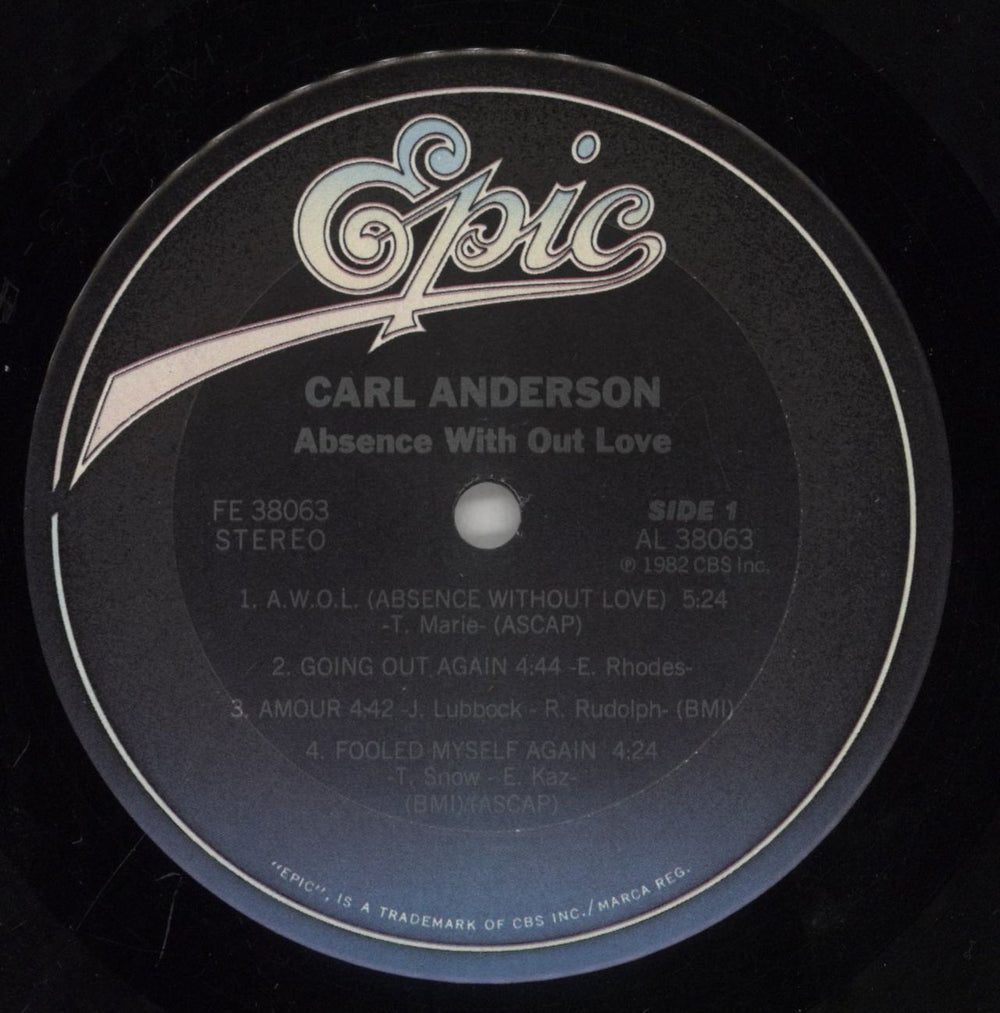 Epic
CARL ANDERSON
Absence With Out Love
FE 38063
STEREO
SIDE 1
AL 38063
℗ 1982 CBS Inc.
1. A.W.O.L. (ABSENCE WITHOUT LOVE) 5:24
-T. Marie- (ASCAP)
2. GOING OUT AGAIN 4:44 -E. Rhodes-
3. AMOUR 4:42 -J. Lubbock - R. Rudolph- (BMI)
4. FOOLED MYSELF AGAIN 4:24
-T. Snow - E. Kaz-
(BMI)/(ASCAP)
"EPIC", IS A TRADEMARK OF CBS INC./MARCA REG.